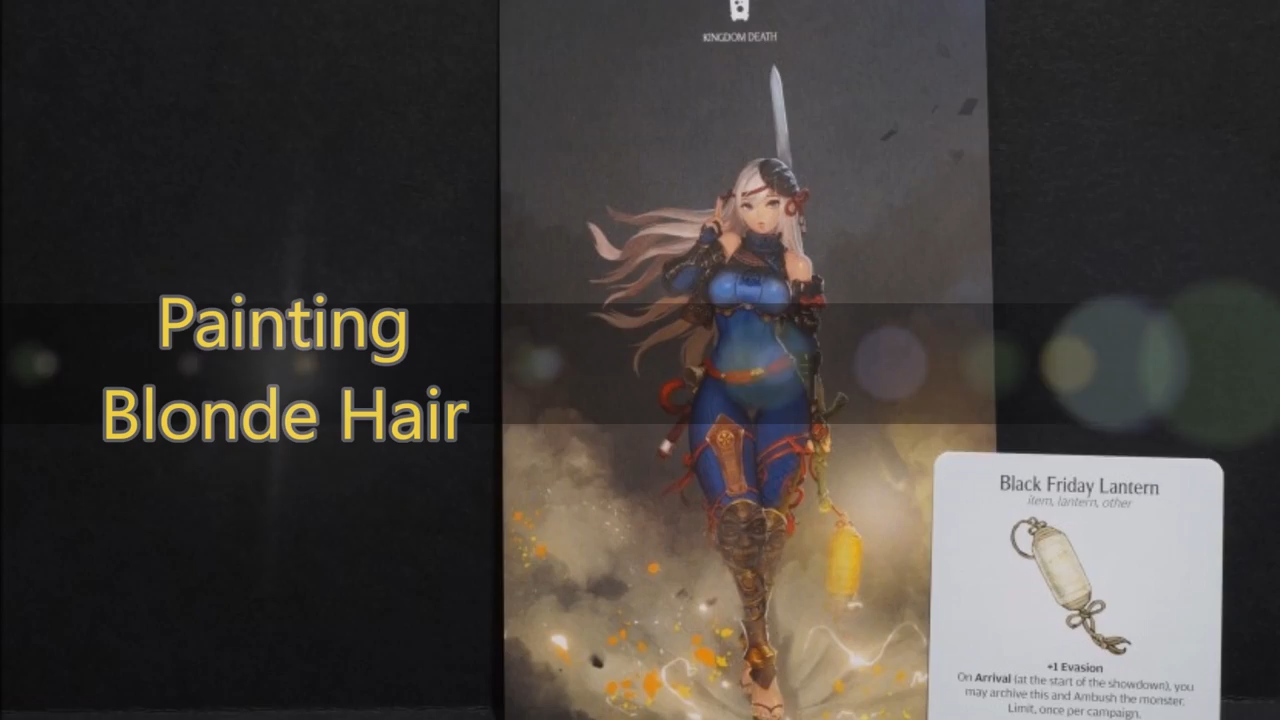 KINGDOM DEATH
Painting
Blonde Hair
Black Friday Lantern
item, lantern, other
+1 Evasion
On Arrival (at the start of the showdown), you
may archive this and Ambush the monster.
Limit, once per campaign.